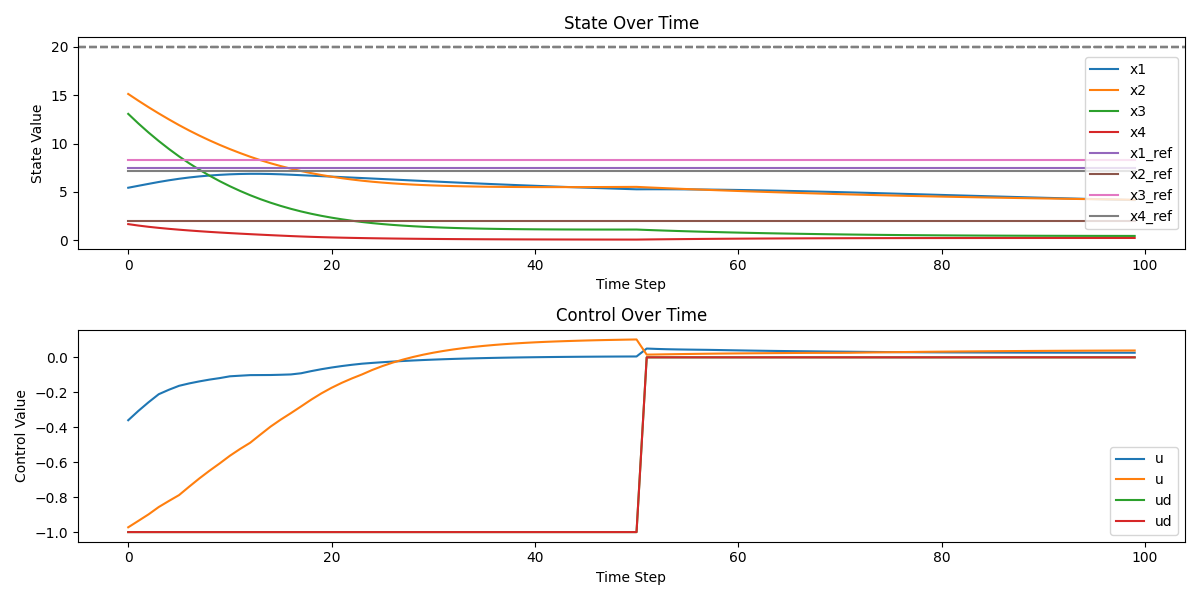 State Over Time
State Value
20
15
10
5
0
x1
x2
x3
x4
x1_ref
x2_ref
x3_ref
x4_ref
0
20
40
60
80
100
Time Step
Control Over Time
Control Value
0.0
−0.2
−0.4
−0.6
−0.8
−1.0
u
u
ud
ud
0
20
40
60
80
100
Time Step